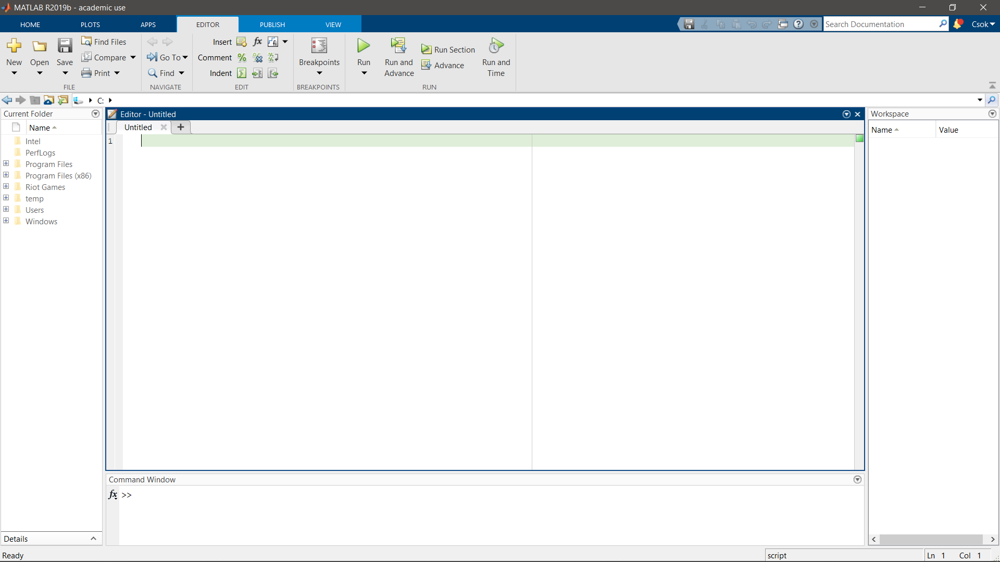 MATLAB R2019b - academic use
HOME PLOTS APPS EDITOR PUBLISH VIEW
Search Documentation
Csok
New
Open
Save
Find Files
Compare
Print
FILE
Go To
Find
NAVIGATE
Insert
Comment
Indent
EDIT
Breakpoints
BREAKPOINTS
Run
Run and
Advance
Run Section
Advance
Run and
Time
RUN
C:
Current Folder
Name
Intel
PerfLogs
Program Files
Program Files (x86)
Riot Games
temp
Users
Windows
Details
Editor - Untitled
Untitled
1
Command Window
fx >>
Workspace
Name Value
Ready
script
Ln 1 Col 1